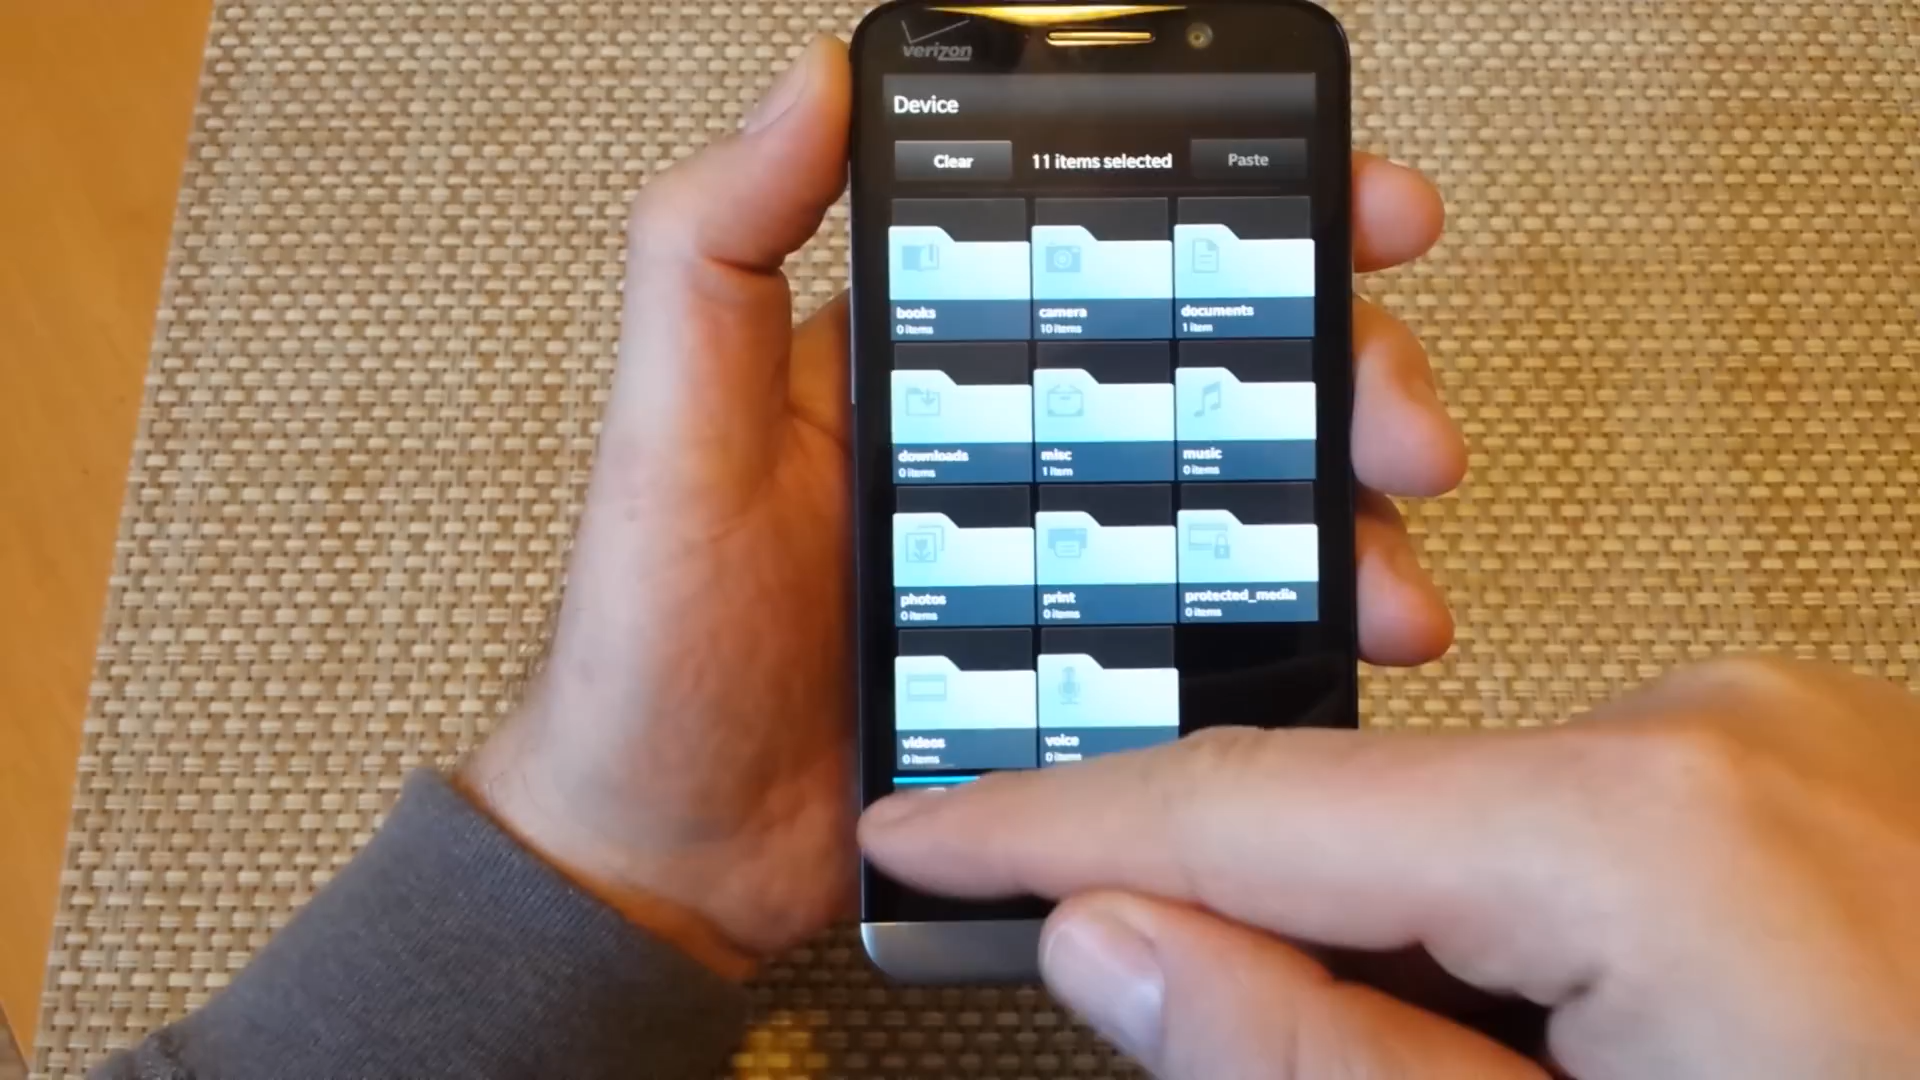 verizon
Device
Clear 11 items selected Paste
books
0 items
camera
10 items
documents
1 item
downloads
0 items
misc
1 item
music
0 items
photos
0 items
print
0 items
protected_media
0 items
videos
0 items
voice
0 items